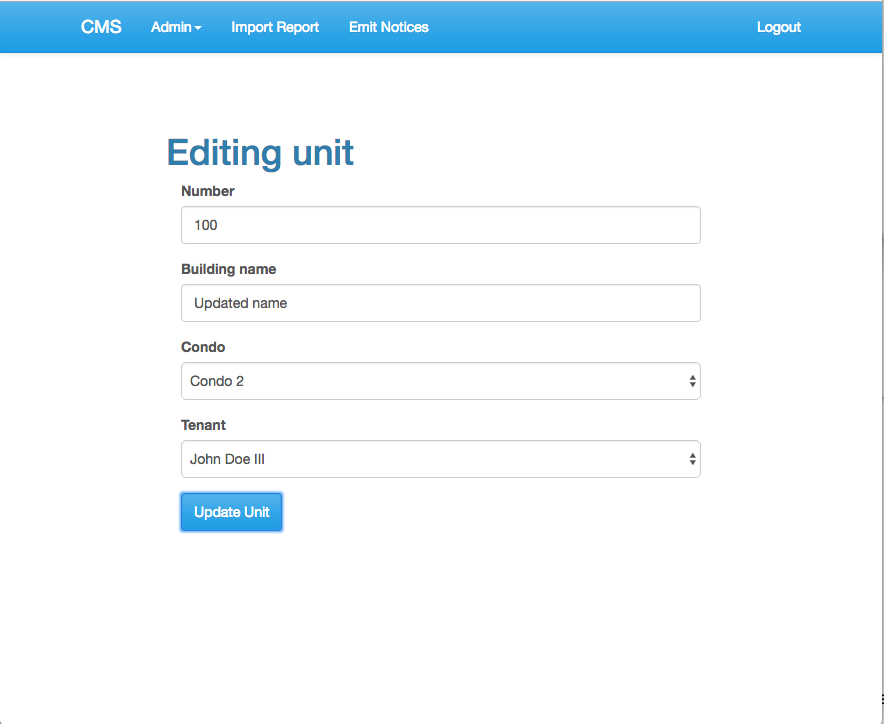 CMS Admin Import Report Emit Notices Logout
Editing unit
Number
100
Building name
Updated name
Condo
Condo 2
Tenant
John Doe III
Update Unit